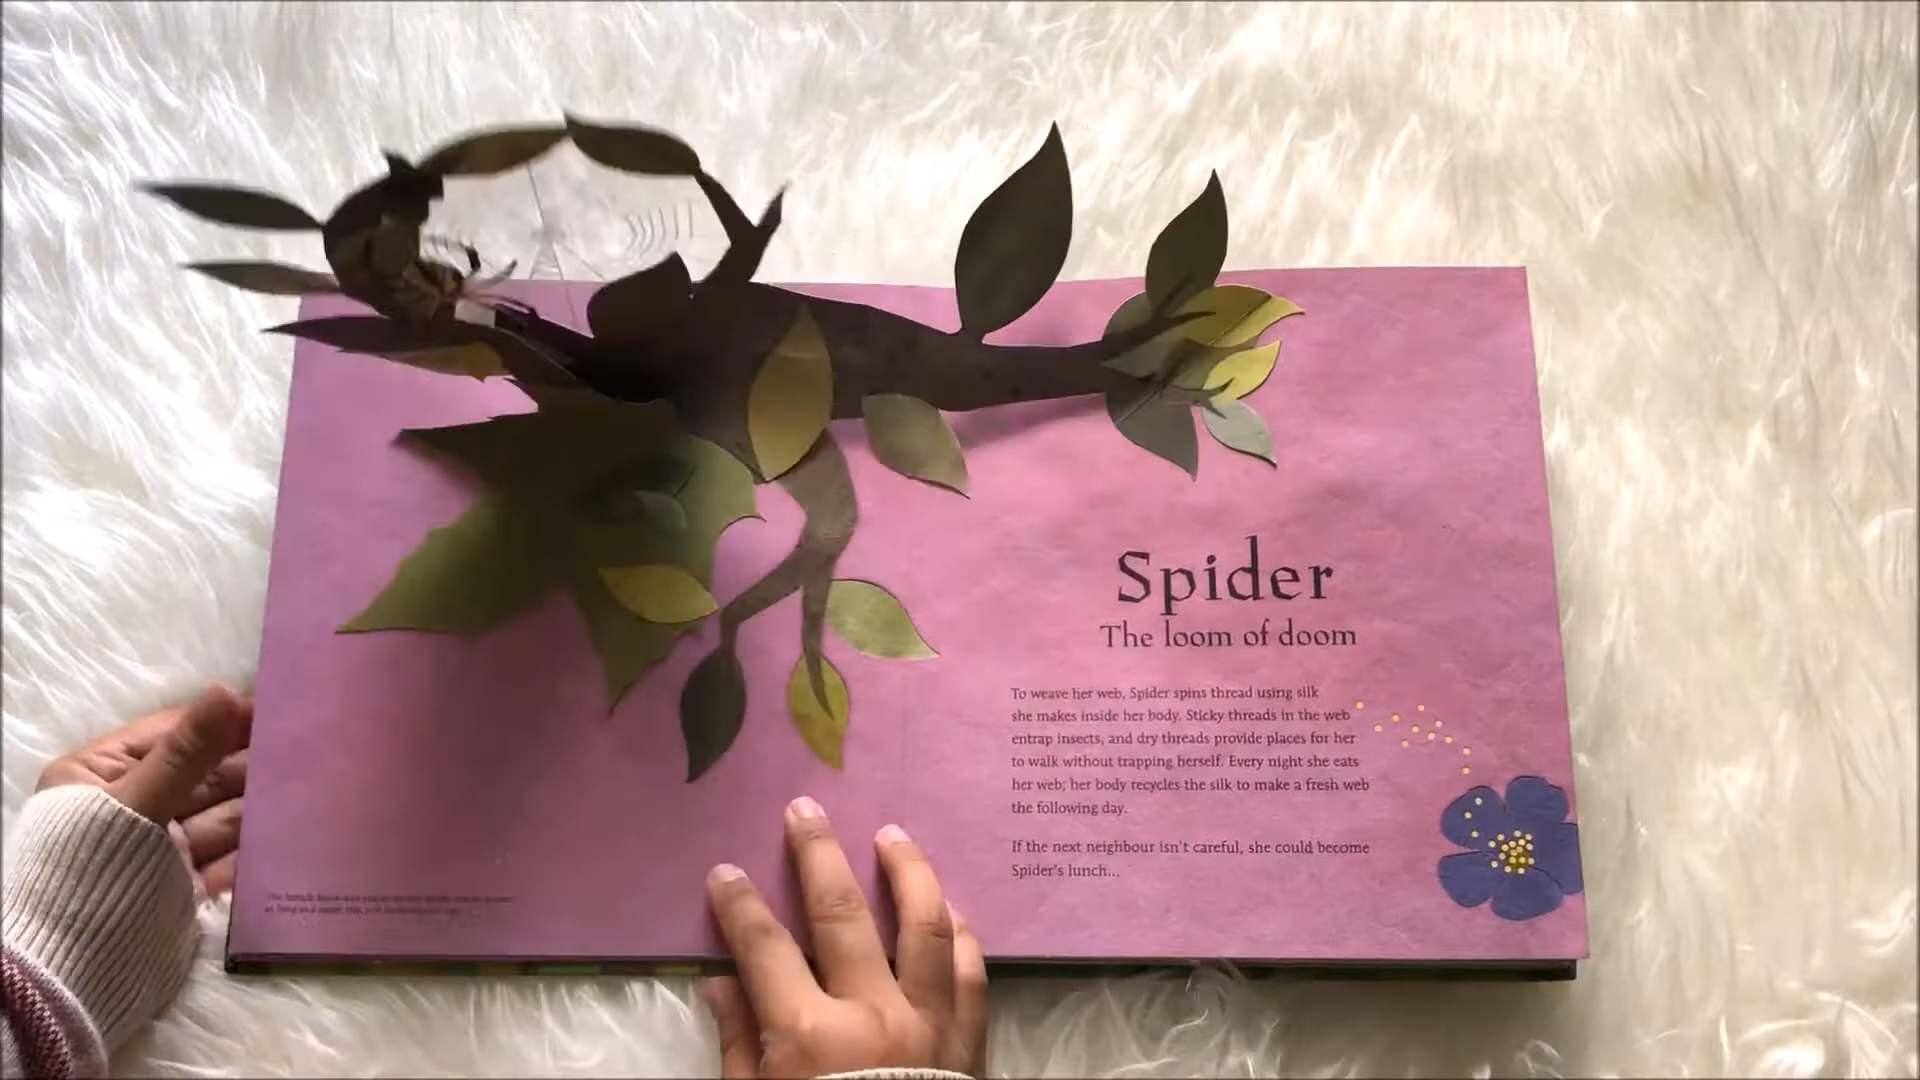 Spider
The loom of doom
To weave her web, Spider spins thread using silk
she makes inside her body. Sticky threads in the web
entrap insects, and dry threads provide places for her
to walk without trapping herself. Every night she eats
her web; her body recycles the silk to make a fresh web
the following day.
If the next neighbour isn't careful, she could become
Spider's lunch...